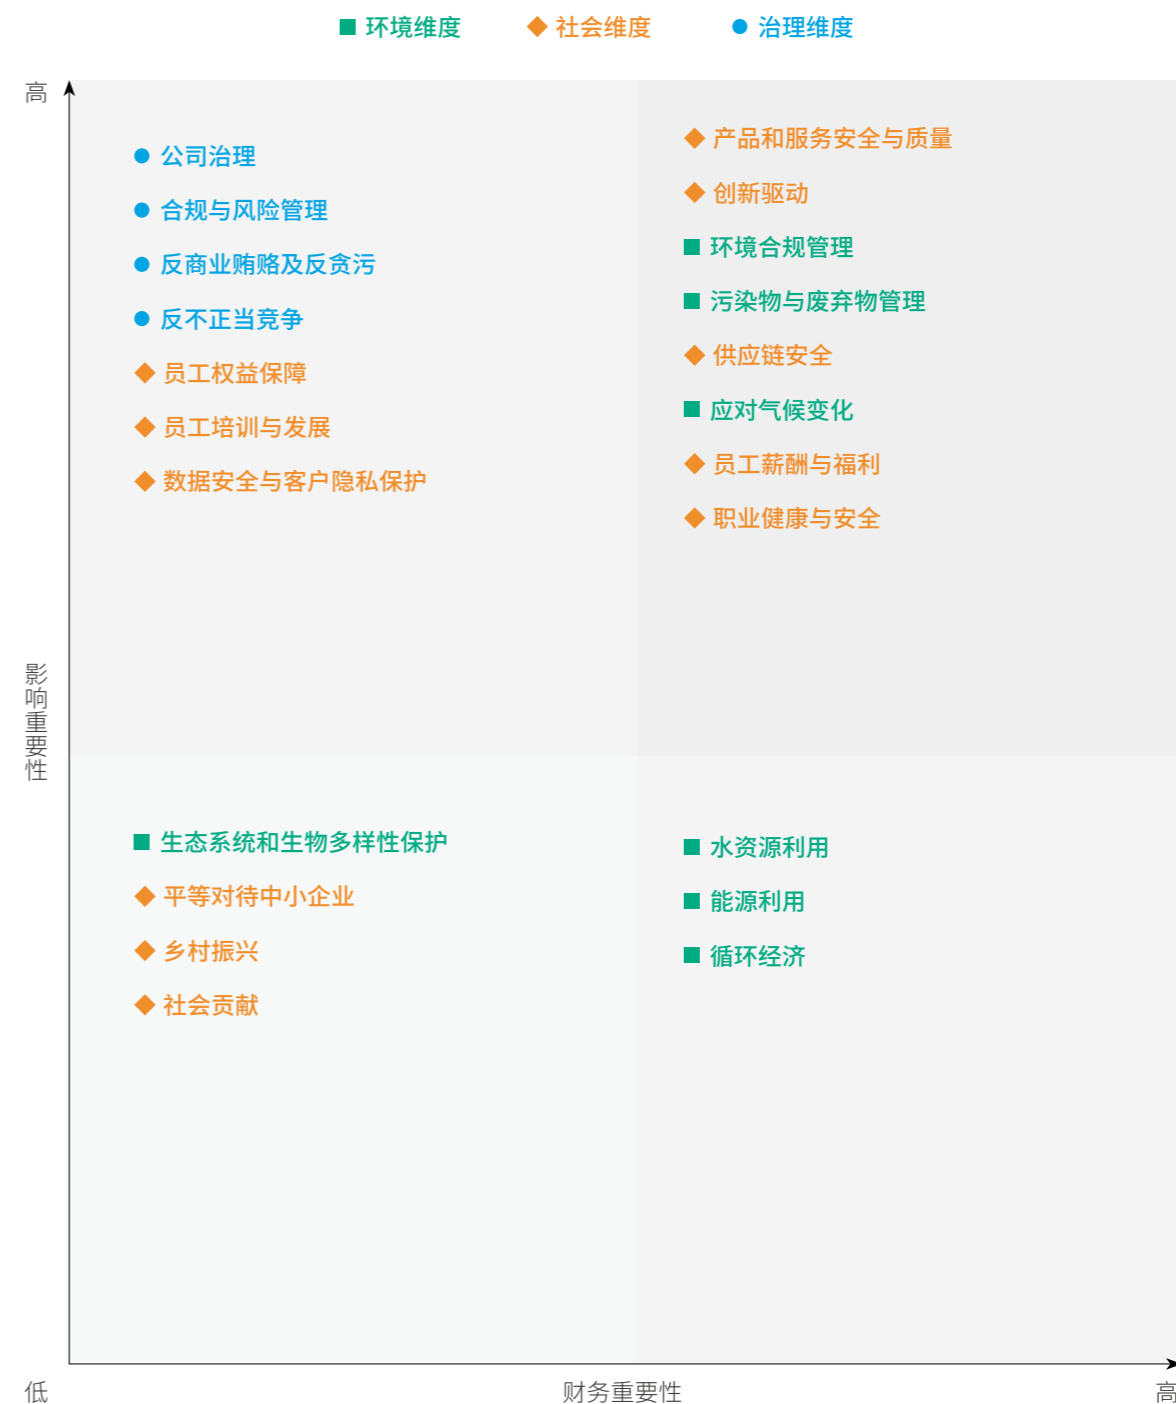 环境维度 社会维度 治理维度
高
公司治理
合规与风险管理
反商业贿赂及反贪污
反不正当竞争
员工权益保障
员工培训与发展
数据安全与客户隐私保护
产品和服务安全与质量
创新驱动
环境合规管理
污染物与废弃物管理
供应链安全
应对气候变化
员工薪酬与福利
职业健康与安全
影响重要性
生态系统和生物多样性保护
平等对待中小企业
乡村振兴
社会贡献
水资源利用
能源利用
循环经济
低 财务重要性 高